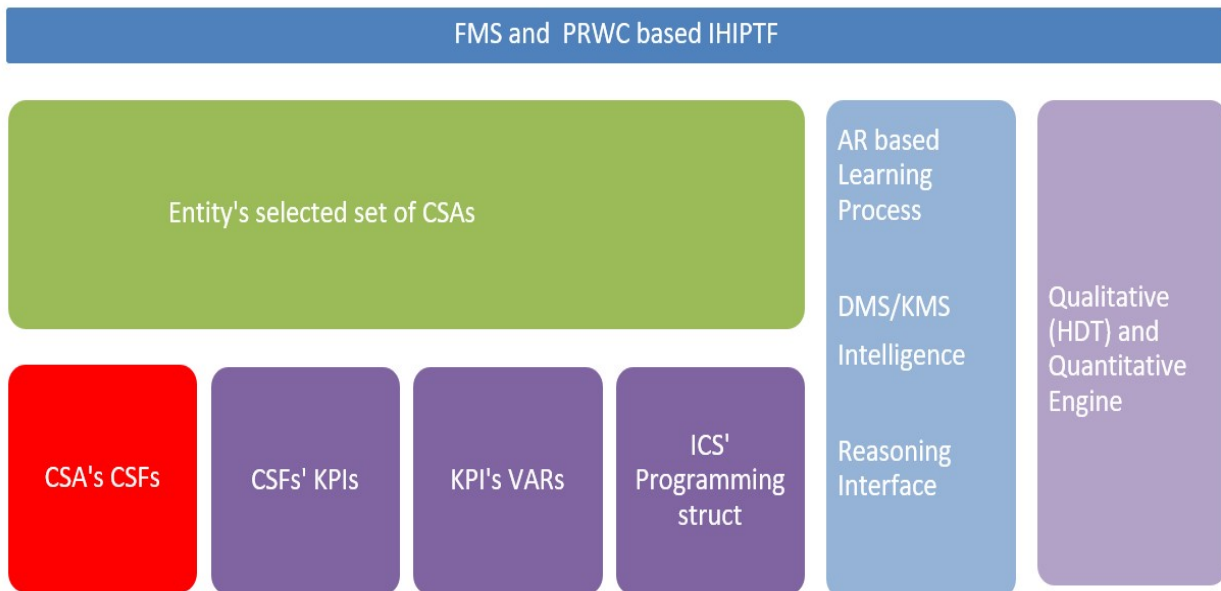 FMS and PRWC based IHIPTF
Entity's selected set of CSAs
CSA's CSFs
CSFs' KPIs
KPI's VARs
ICS'
Programming
struct
AR based
Learning
Process
DMS/KMS
Intelligence
Reasoning
Interface
Qualitative
(HDT) and
Quantitative
Engine